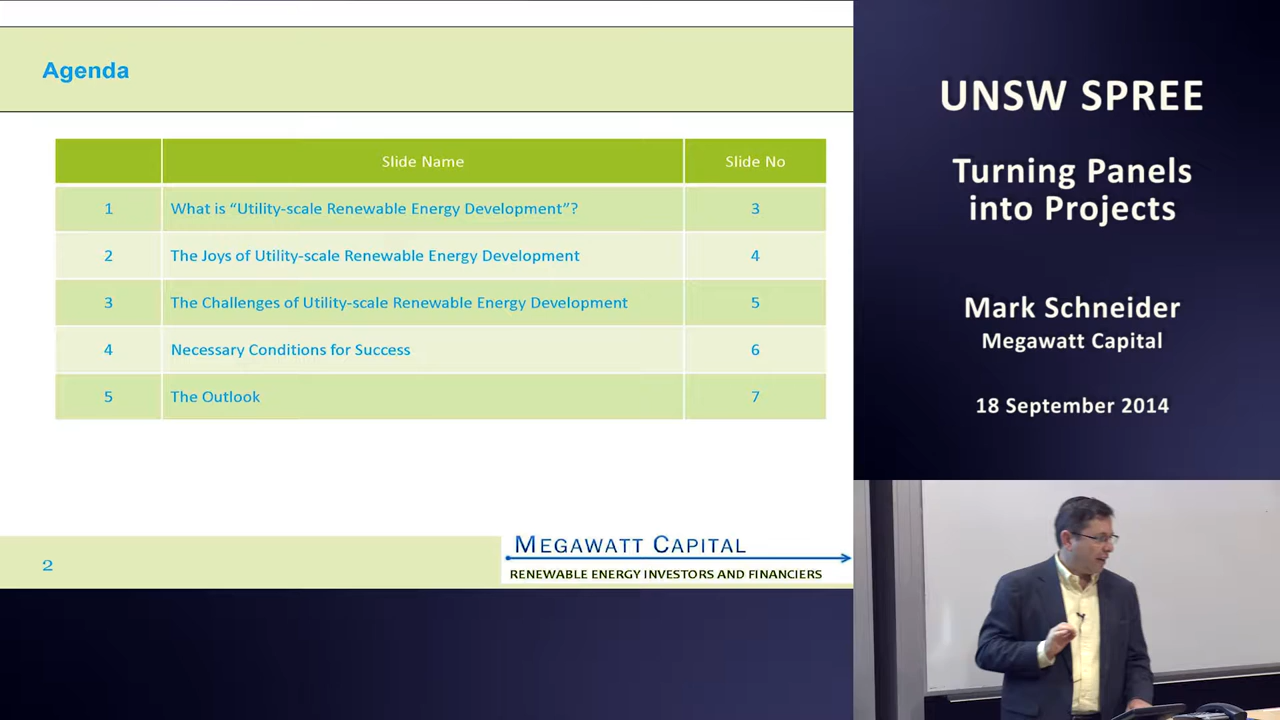 Agenda
Slide Name Slide No
1 What is “Utility-scale Renewable Energy Development”? 3
2 The Joys of Utility-scale Renewable Energy Development 4
3 The Challenges of Utility-scale Renewable Energy Development 5
4 Necessary Conditions for Success 6
5 The Outlook 7
2
MEGAWATT CAPITAL
RENEWABLE ENERGY INVESTORS AND FINANCIERS
UNSW SPREE
Turning Panels
into Projects
Mark Schneider
Megawatt Capital
18 September 2014